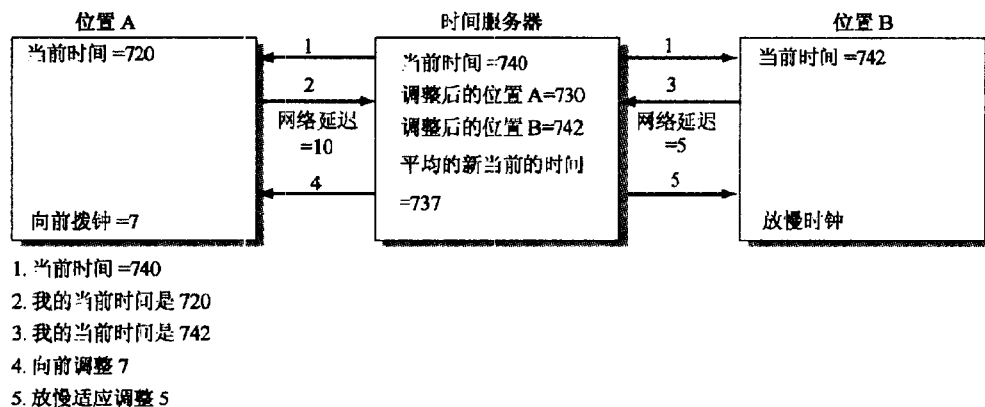 位置 A
当前时间 =720
向前拨钟 =7
1
2
网络延迟
=10
4
时间服务器
当前时间 =740
调整后的位置 A=730
调整后的位置 B=742
平均的新当前的时间
=737
1
3
网络延迟
=5
5
位置 B
当前时间 =742
放慢时钟
1. 当前时间 =740
2. 我的当前时间是 720
3. 我的当前时间是 742
4. 向前调整 7
5. 放慢适应调整 5